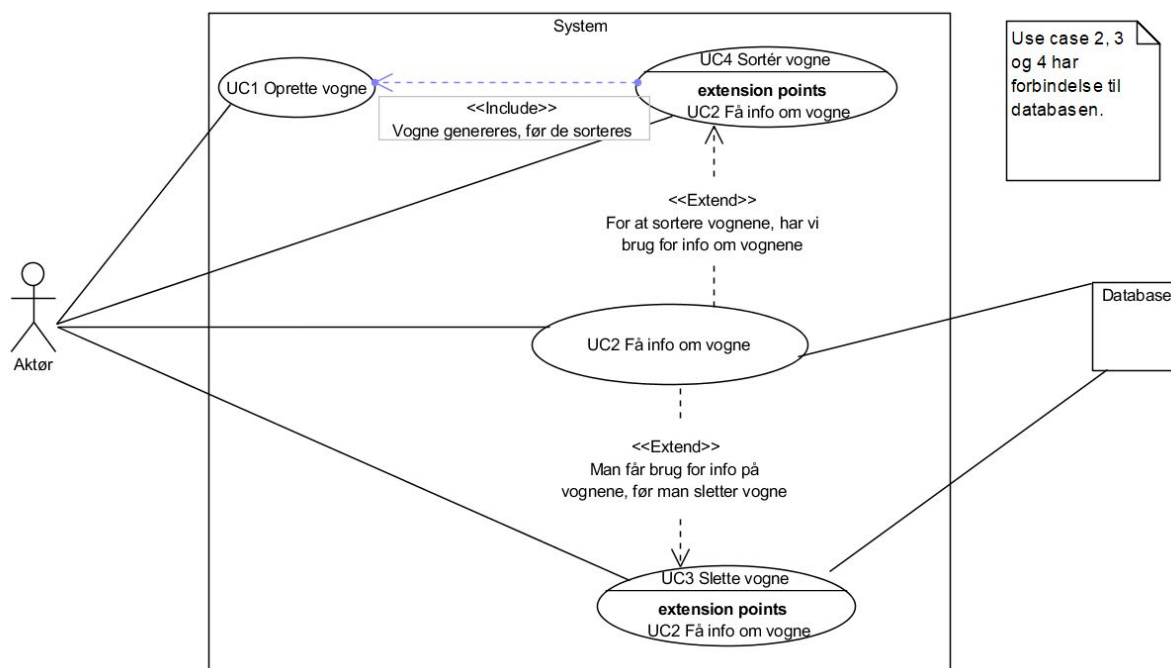 System
UC1 Oprette vogne
<<Include>>
Vogne genereres, før de sorteres
UC4 Sortér vogne
extension points
UC2 Få info om vogne
Use case 2, 3
og 4 har
forbindelse til
databasen.
<<Extend>>
For at sortere vognene, har vi
brug for info om vognene
Aktør
UC2 Få info om vogne
Database
<<Extend>>
Man får brug for info på
vognene, før man sletter vogne
UC3 Slette vogne
extension points
UC2 Få info om vogne